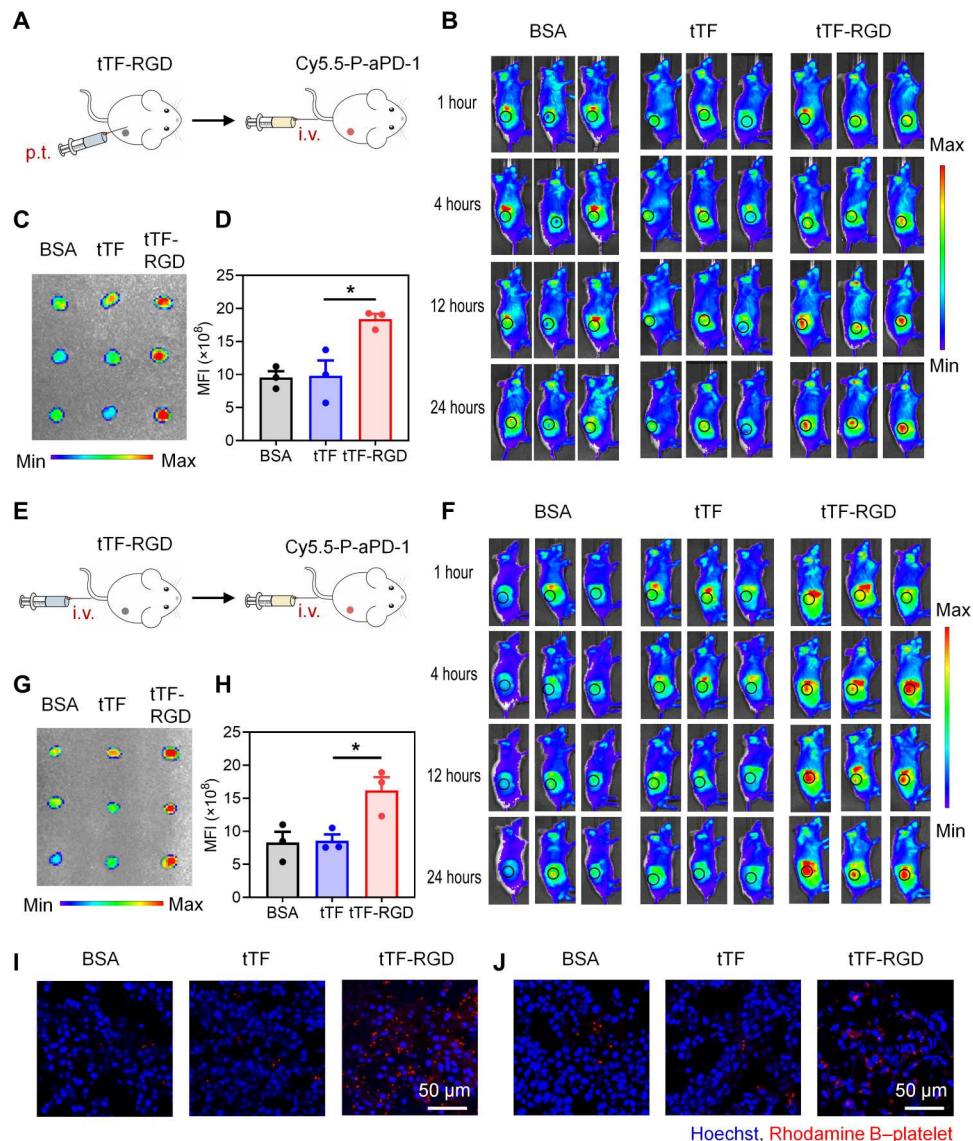 A
tTF-RGD
Cy5.5-P-aPD-1
p.t.
i.v.
B
BSA tTF tTF-RGD
1 hour
4 hours
12 hours
24 hours
Max
Min
C
BSA tTF tTF-
RGD
Min Max
D
MFI (×10⁸)
25
20
15
10
5
0
*
BSA tTF tTF-RGD
E
tTF-RGD
Cy5.5-P-aPD-1
i.v.
i.v.
F
BSA tTF tTF-RGD
1 hour
4 hours
12 hours
24 hours
Max
Min
G
BSA tTF tTF-
RGD
Min Max
H
MFI (×10⁸)
25
20
15
10
5
0
*
BSA tTF tTF-RGD
I
BSA tTF tTF-RGD
50 µm
J
BSA tTF tTF-RGD
50 µm
Hoechst, Rhodamine B–platelet